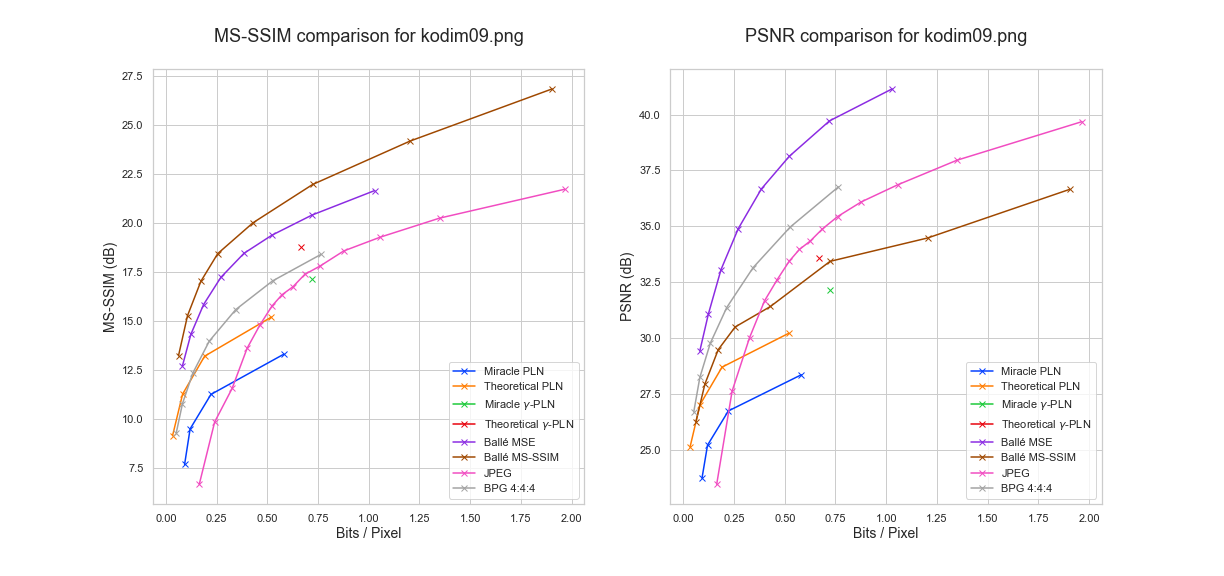 MS-SSIM comparison for kodim09.png
27.5
25.0
22.5
20.0
17.5
15.0
12.5
10.0
7.5
MS-SSIM (dB)
0.00 0.25 0.50 0.75 1.00 1.25 1.50 1.75 2.00
Bits / Pixel
Miracle PLN
Theoretical PLN
Miracle γ-PLN
Theoretical γ-PLN
Ballé MSE
Ballé MS-SSIM
JPEG
BPG 4:4:4
PSNR comparison for kodim09.png
40.0
37.5
35.0
32.5
30.0
27.5
25.0
PSNR (dB)
0.00 0.25 0.50 0.75 1.00 1.25 1.50 1.75 2.00
Bits / Pixel
Miracle PLN
Theoretical PLN
Miracle γ-PLN
Theoretical γ-PLN
Ballé MSE
Ballé MS-SSIM
JPEG
BPG 4:4:4